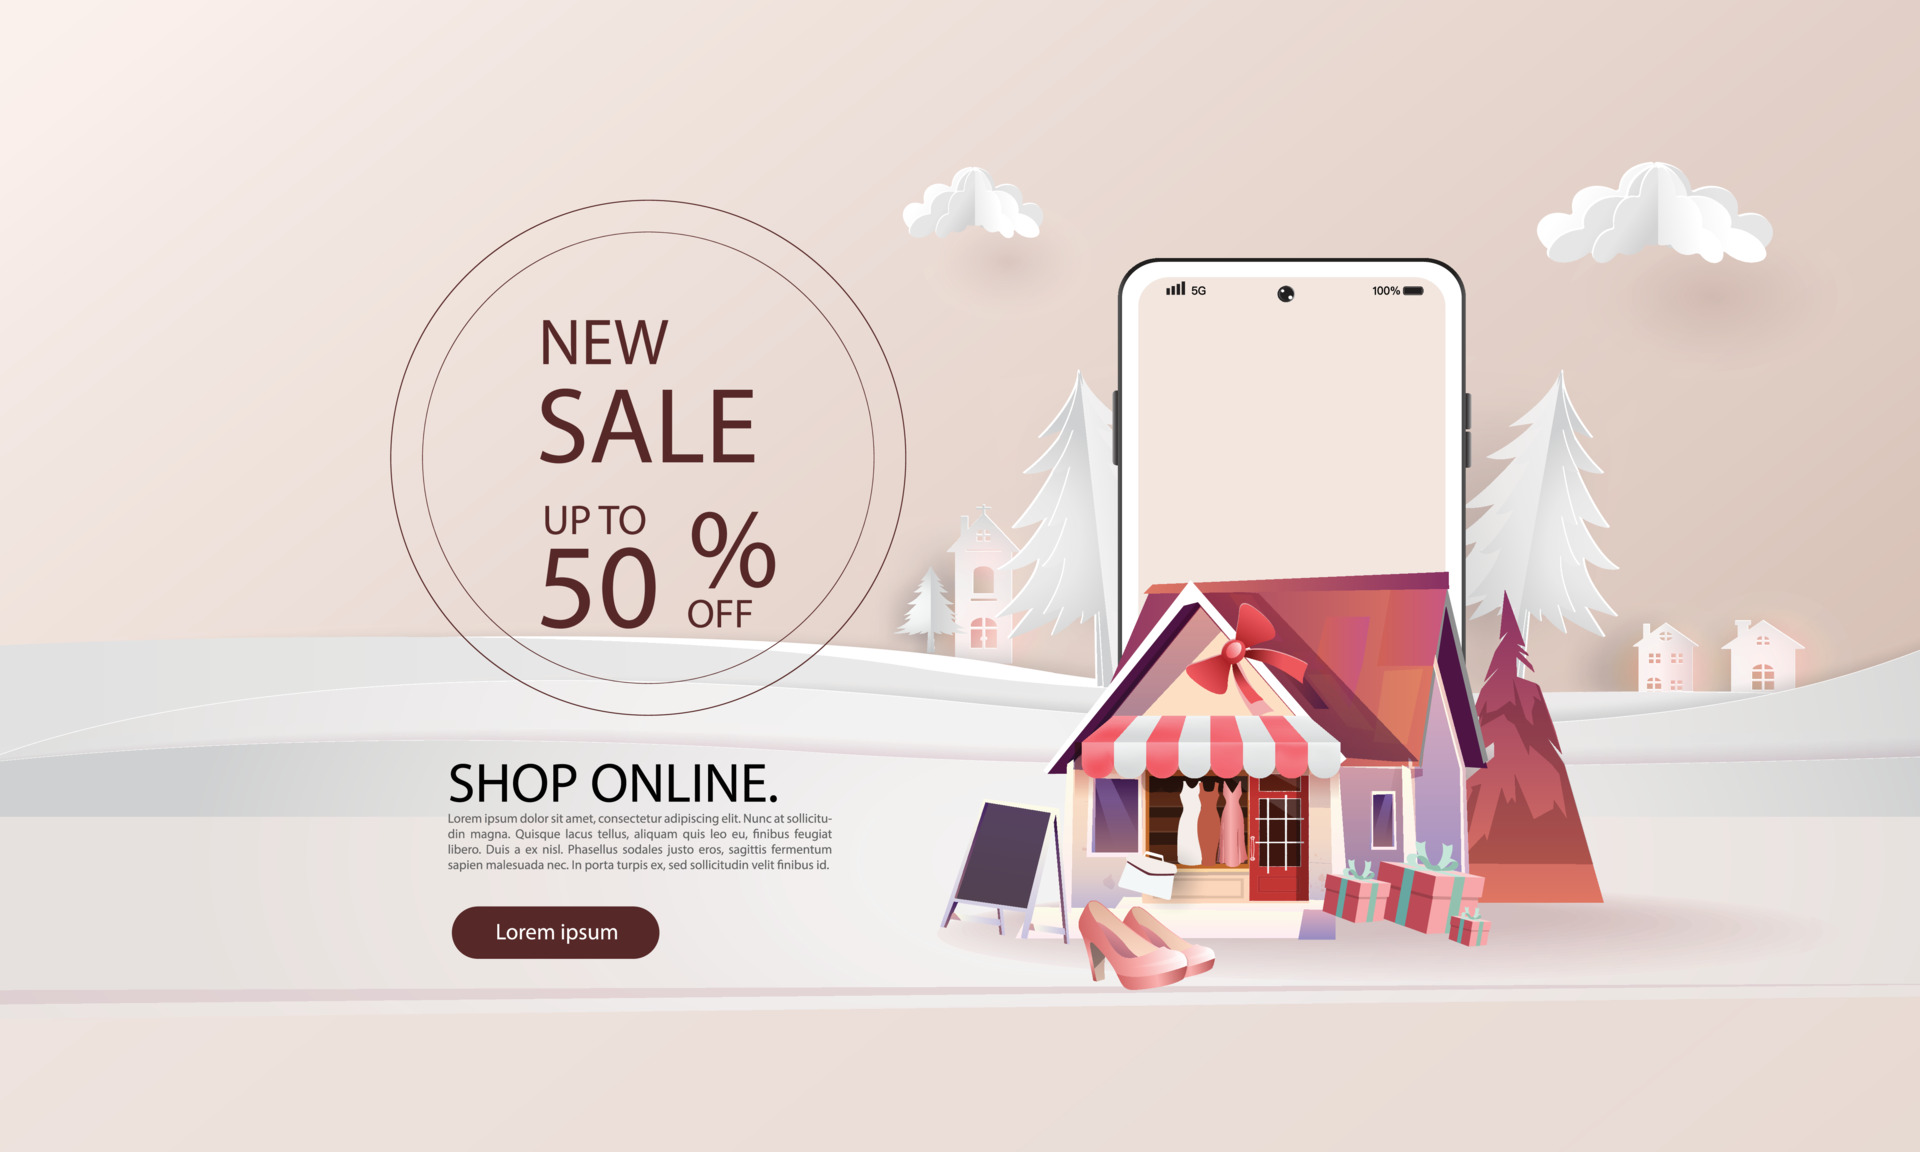 NEW
SALE
UP TO
50 %
OFF
5G 100%
SHOP ONLINE.
Lorem ipsum dolor sit amet, consectetur adipiscing elit. Nunc at sollicitu-
din magna. Quisque lacus tellus, aliquam quis leo eu, finibus feugiat
libero. Duis a ex nisl. Phasellus sodales justo eros, sagittis fermentum
sapien malesuada nec. In porta turpis ex, sed sollicitudin velit finibus id.
Lorem ipsum